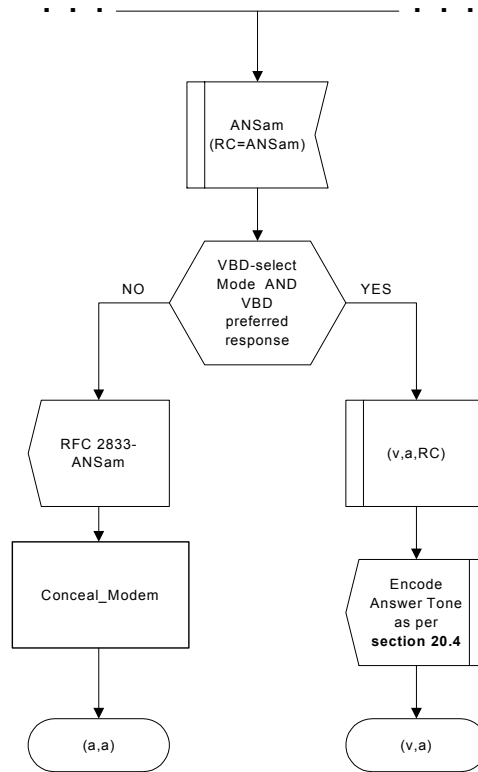 ANSam
(RC=ANSam)
VBD-select
Mode AND
VBD
preferred
response
NO
YES
RFC 2833-
ANSam
(v,a,RC)
Conceal_Modem
Encode
Answer Tone
as per
section 20.4
(a,a)
(v,a)